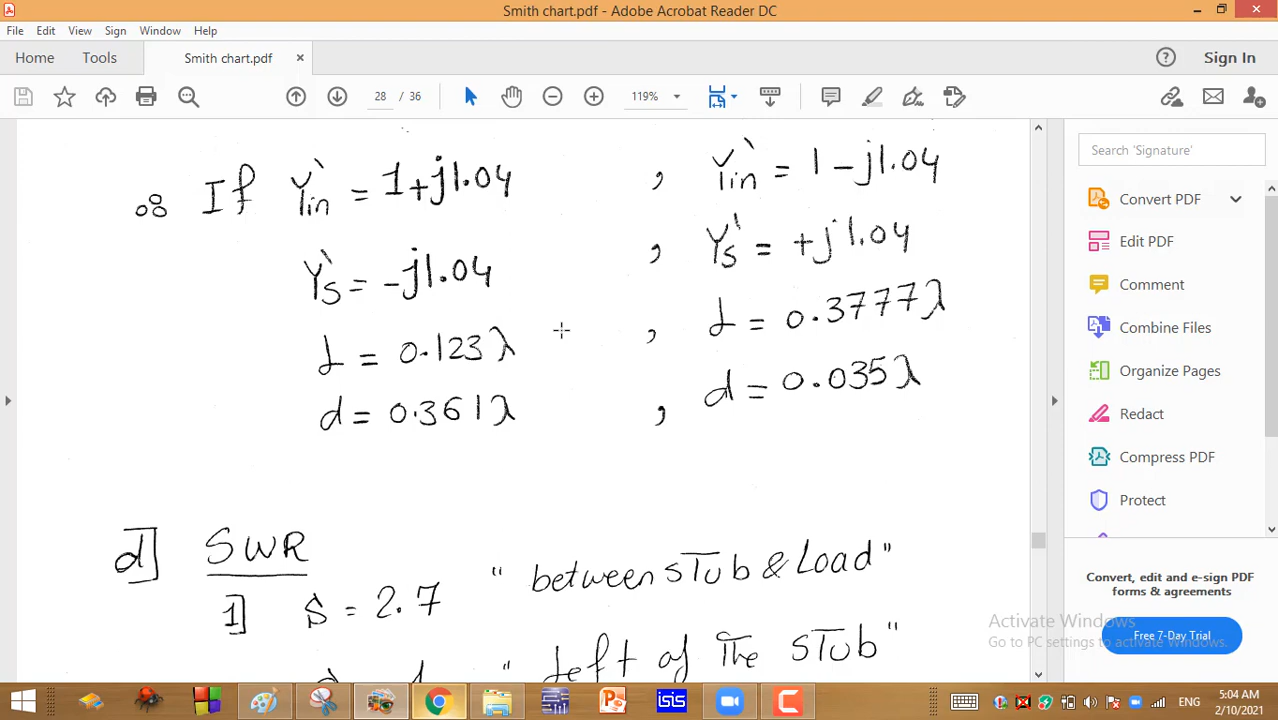 Smith chart.pdf - Adobe Acrobat Reader DC
File Edit View Sign Window Help
Home Tools Smith chart.pdf × Sign In
28 / 36 119%
∴ If Y'in = 1+j1.04 , Y'in = 1-j1.04
Y's = -j1.04 , Y's = +j1.04
L = 0.123λ , L = 0.3777λ
d = 0.361λ , d = 0.035λ
d] SWR
1] S = 2.7 "between stub & Load"
"Left of the stub"
Search 'Signature'
Convert PDF
Edit PDF
Comment
Combine Files
Organize Pages
Redact
Compress PDF
Protect
Convert, edit and e-sign PDF
forms & agreements
Free 7-Day Trial
Activate Windows
Go to PC settings to activate Windows.
isis
ENG
5:04 AM
2/10/2021